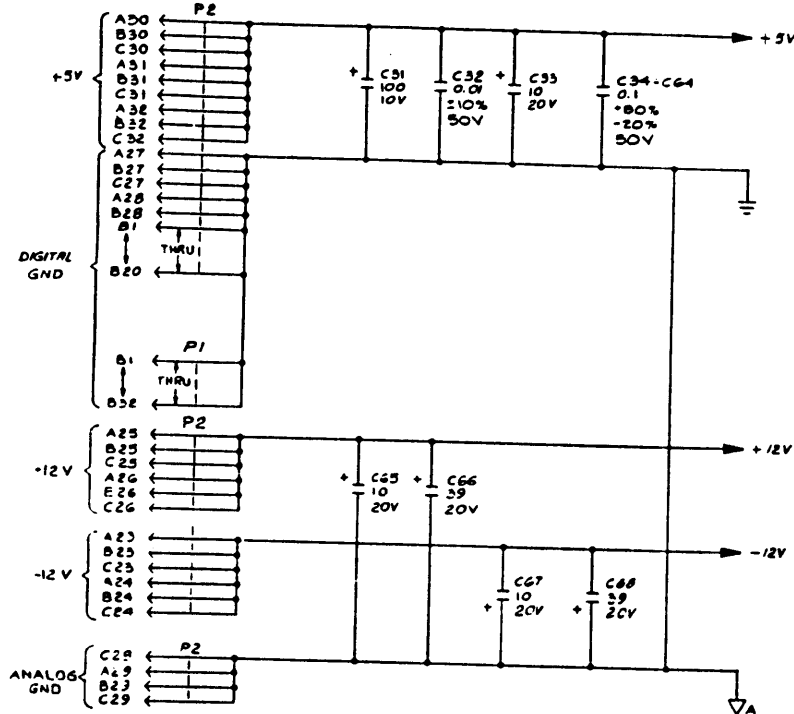 P2
A30
B30
C30
A31
+5V
B31
C31
A32
B32
C32
A27
B27
C27
A28
B28
B1
THRU
B20
DIGITAL
GND
P1
B1
THRU
B32
P2
A25
B25
C25
A26
E26
C26
+12V
A23
B23
C23
A24
B24
C24
-12V
P2
C28
A29
B23
C29
ANALOG
GND
+
C31
100
10V
C32
0.01
±10%
50V
+
C33
10
20V
C34-C64
0.1
+80%
-20%
50V
+5V
+
C65
10
20V
+
C66
39
20V
+12V
+
C67
10
20V
+
C68
39
20V
-12V
A